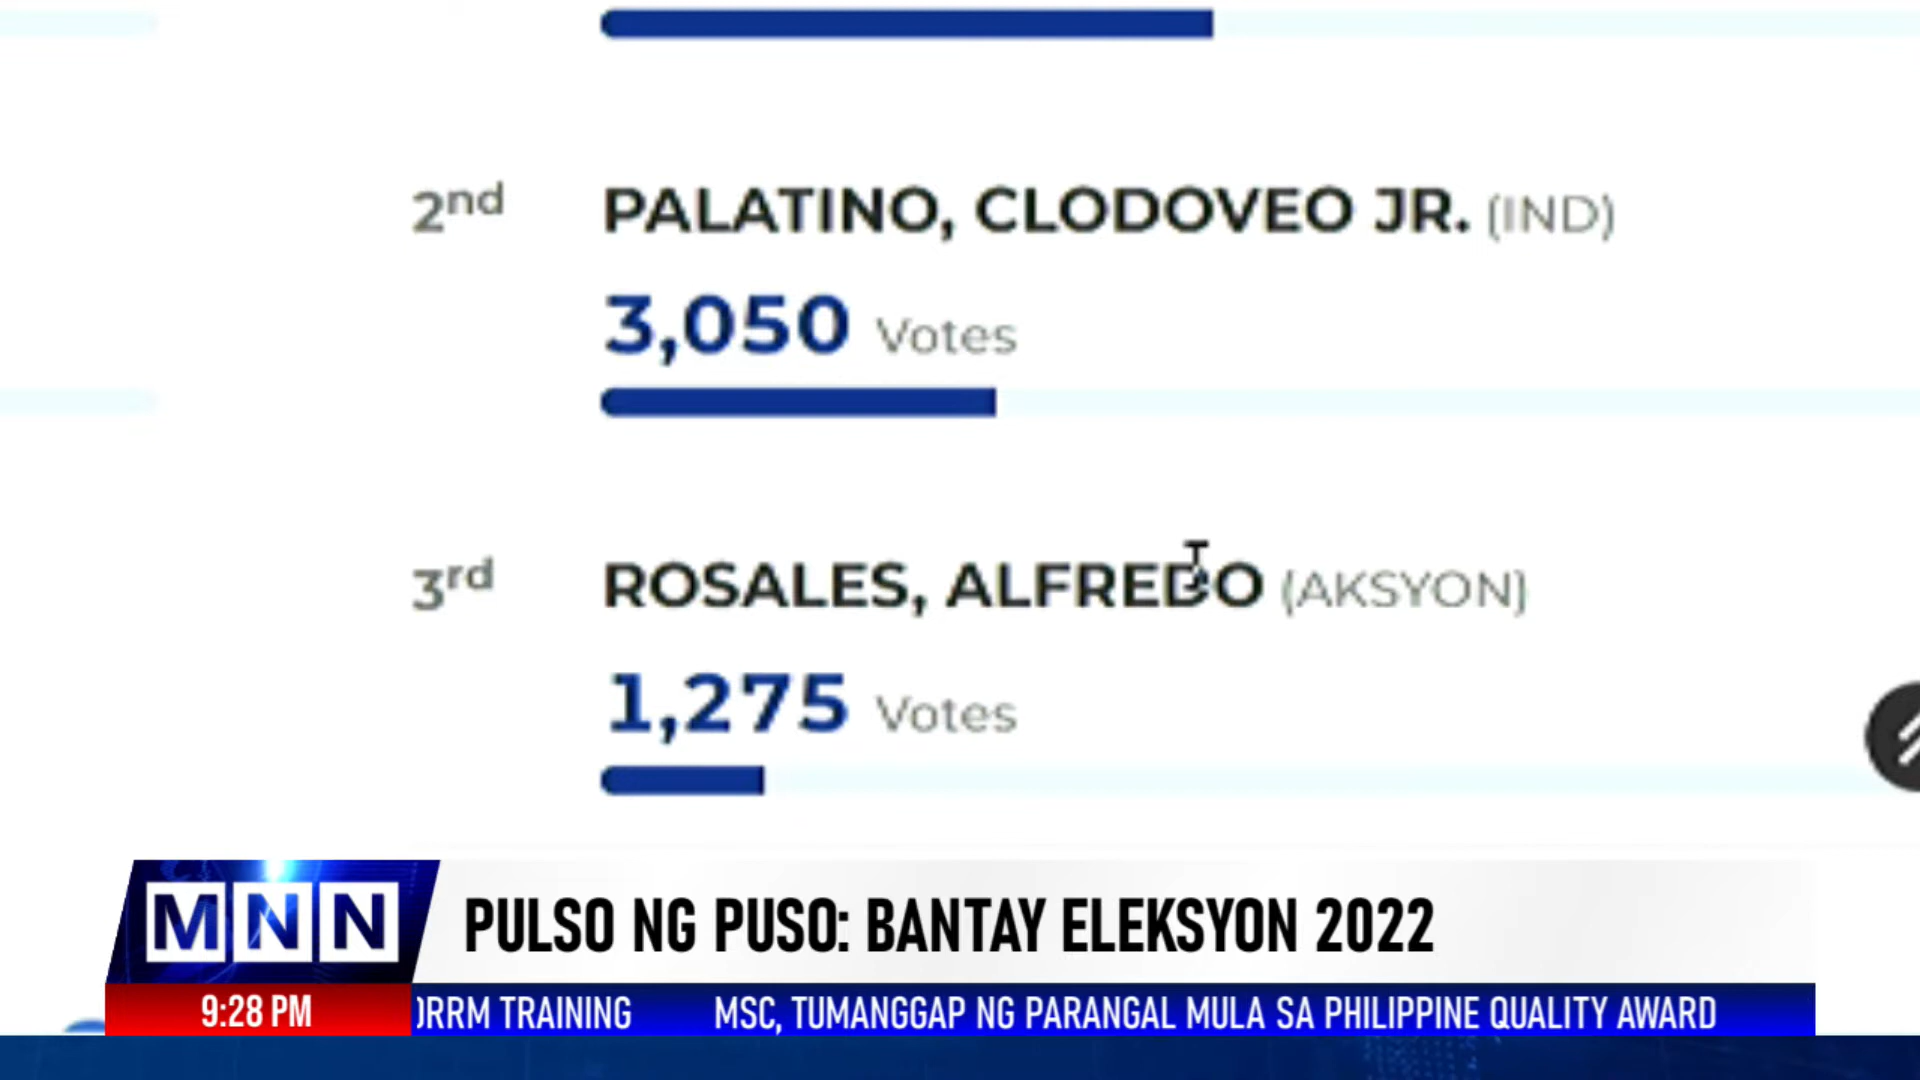 2nd PALATINO, CLODOVEO JR. (IND)
3,050 Votes
3rd ROSALES, ALFREDO (AKSYON)
1,275 Votes
MNN PULSO NG PUSO: BANTAY ELEKSYON 2022
9:28 PM TRAINING MSC, TUMANGGAP NG PARANGAL MULA SA PHILIPPINE QUALITY AWARD